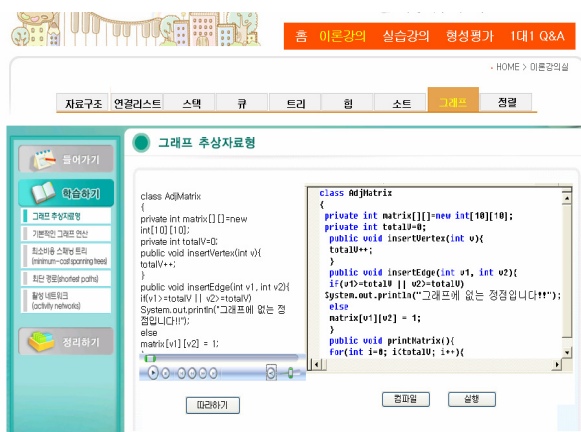 홈 이론강의 실습강의 형성평가 1대1 Q&A
HOME > 이론강의실
자료구조 연결리스트 스택 큐 트리 힙 소트 그래프 정렬
들어가기
학습하기
그래프 추상자료형
기본적인 그래프 연산
최소비용 스패닝 트리
(minimum-cost spanning trees)
최단 경로(shortest paths)
활성 네트워크
(activity networks)
정리하기
그래프 추상자료형
class AdjMatrix
{
private int matrix[][]=new
int[10][10];
private int totalV=0;
public void insertVertex(int v){
totalV++;
}
public void insertEdge(int v1, int v2){
if(v1>=totalV || v2>=totalV)
System.out.println("그래프에 없는 정
점입니다!!");
else
matrix[v1][v2] = 1;
따라하기
class AdjMatrix
{
private int matrix[][]=new int[10][10];
private int totalV=0;
public void insertVertex(int v){
totalV++;
}
public void insertEdge(int v1, int v2){
if(v1>=totalV || v2>=totalV)
System.out.println("그래프에 없는 정점입니다!!");
else
matrix[v1][v2] = 1;
}
public void printMatrix(){
for(int i=0; i<totalV; i++){
컴파일 실행